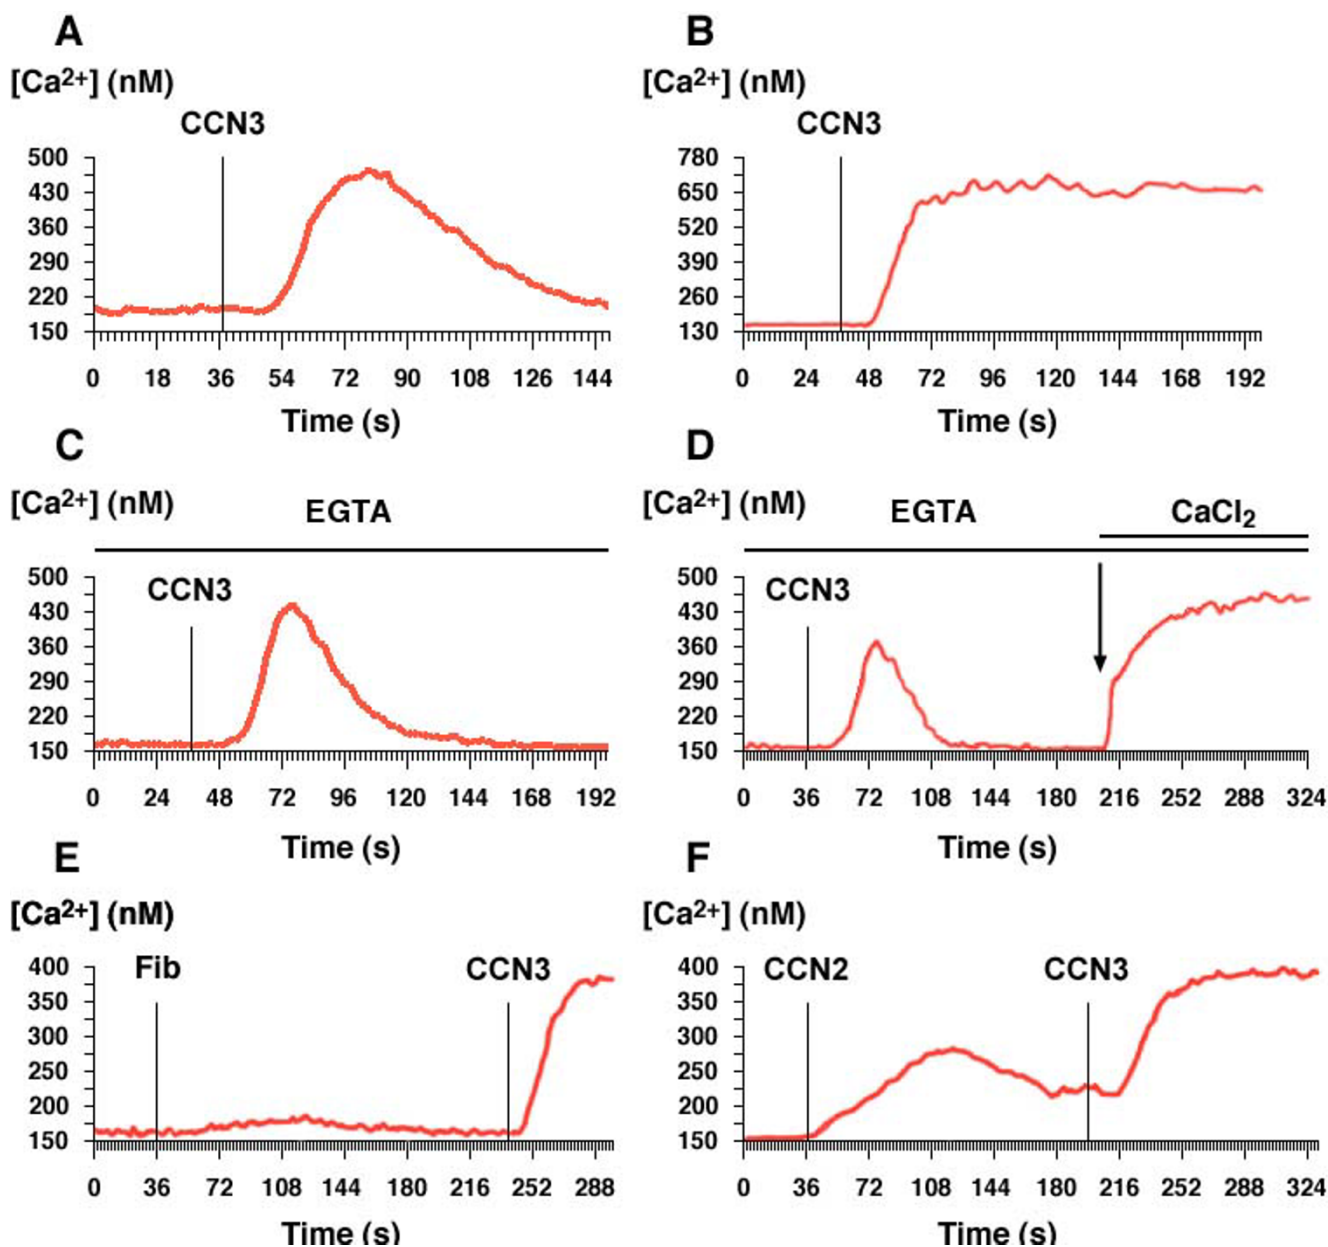 A
[Ca2+] (nM)
CCN3
500
430
360
290
220
150
0 18 36 54 72 90 108 126 144
Time (s)
B
[Ca2+] (nM)
CCN3
780
650
520
390
260
130
0 24 48 72 96 120 144 168 192
Time (s)
C
[Ca2+] (nM)
EGTA
CCN3
500
430
360
290
220
150
0 24 48 72 96 120 144 168 192
Time (s)
D
[Ca2+] (nM)
EGTA
CaCl2
CCN3
500
430
360
290
220
150
0 36 72 108 144 180 216 252 288 324
Time (s)
E
[Ca2+] (nM)
Fib
CCN3
400
350
300
250
200
150
0 36 72 108 144 180 216 252 288
Time (s)
F
[Ca2+] (nM)
CCN2
CCN3
400
350
300
250
200
150
0 36 72 108 144 180 216 252 288 324
Time (s)